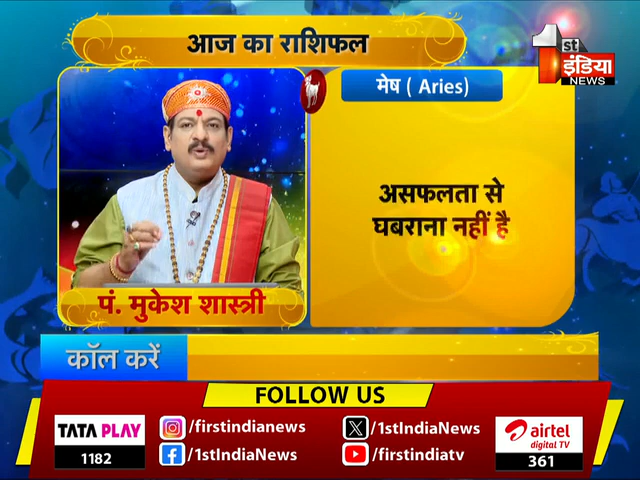 आज का राशिफल
1st
इंडिया
NEWS
मेष ( Aries)
असफलता से
घबराना नहीं है
पं. मुकेश शास्त्री
कॉल करें
FOLLOW US
TATA PLAY
1182
/firstindianews
/1stIndiaNews
/1stIndiaNews
/firstindiatv
airtel
digital TV
361